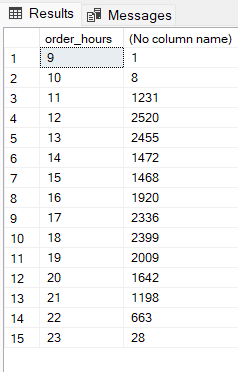 Results Messages
order_hours (No column name)
1 9 1
2 10 8
3 11 1231
4 12 2520
5 13 2455
6 14 1472
7 15 1468
8 16 1920
9 17 2336
10 18 2399
11 19 2009
12 20 1642
13 21 1198
14 22 663
15 23 28